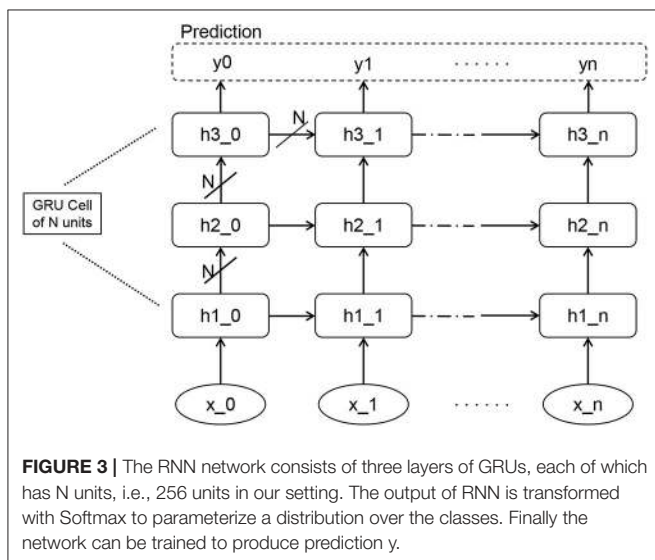 Prediction
y0 y1 ...... yn
h3_0 N h3_1 h3_n
N
GRU Cell
of N units
h2_0 h2_1 h2_n
N
h1_0 h1_1 h1_n
x_0 x_1 ...... x_n
FIGURE 3 | The RNN network consists of three layers of GRUs, each of which
has N units, i.e., 256 units in our setting. The output of RNN is transformed
with Softmax to parameterize a distribution over the classes. Finally the
network can be trained to produce prediction y.